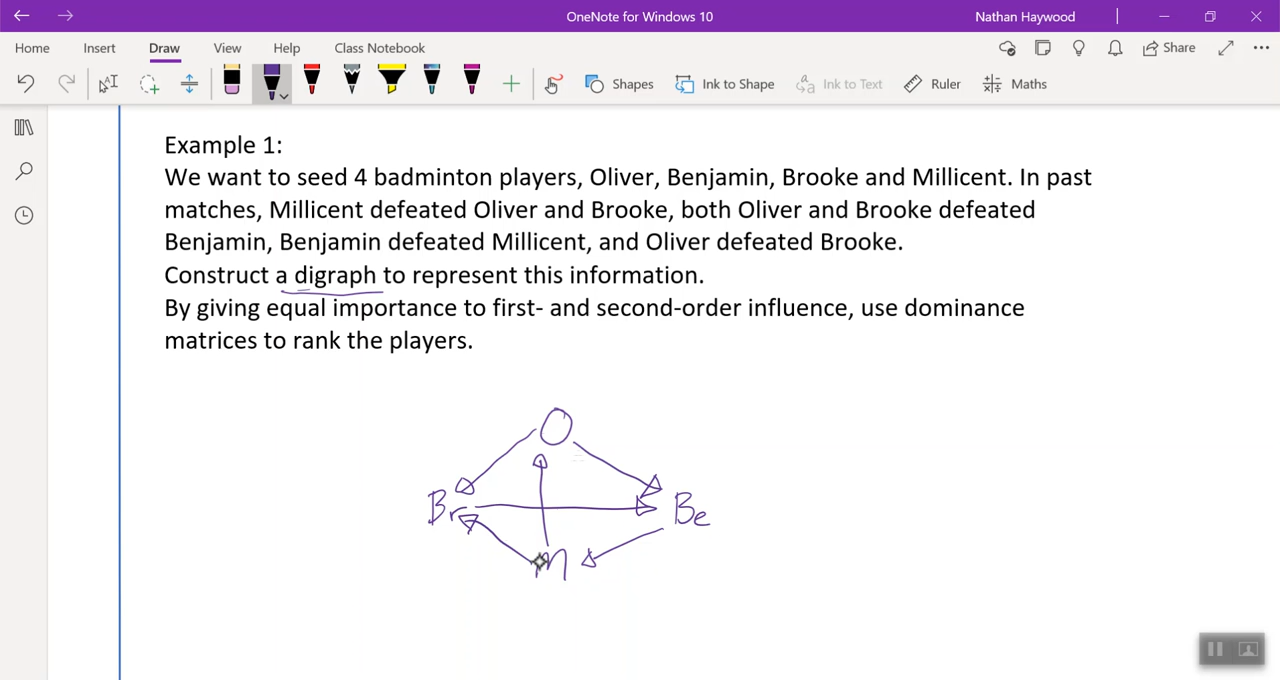 OneNote for Windows 10
Nathan Haywood
Home Insert Draw View Help Class Notebook
Share
Shapes Ink to Shape Ink to Text Ruler Maths
Example 1:
We want to seed 4 badminton players, Oliver, Benjamin, Brooke and Millicent. In past
matches, Millicent defeated Oliver and Brooke, both Oliver and Brooke defeated
Benjamin, Benjamin defeated Millicent, and Oliver defeated Brooke.
Construct a digraph to represent this information.
By giving equal importance to first- and second-order influence, use dominance
matrices to rank the players.
O
Br Be
M